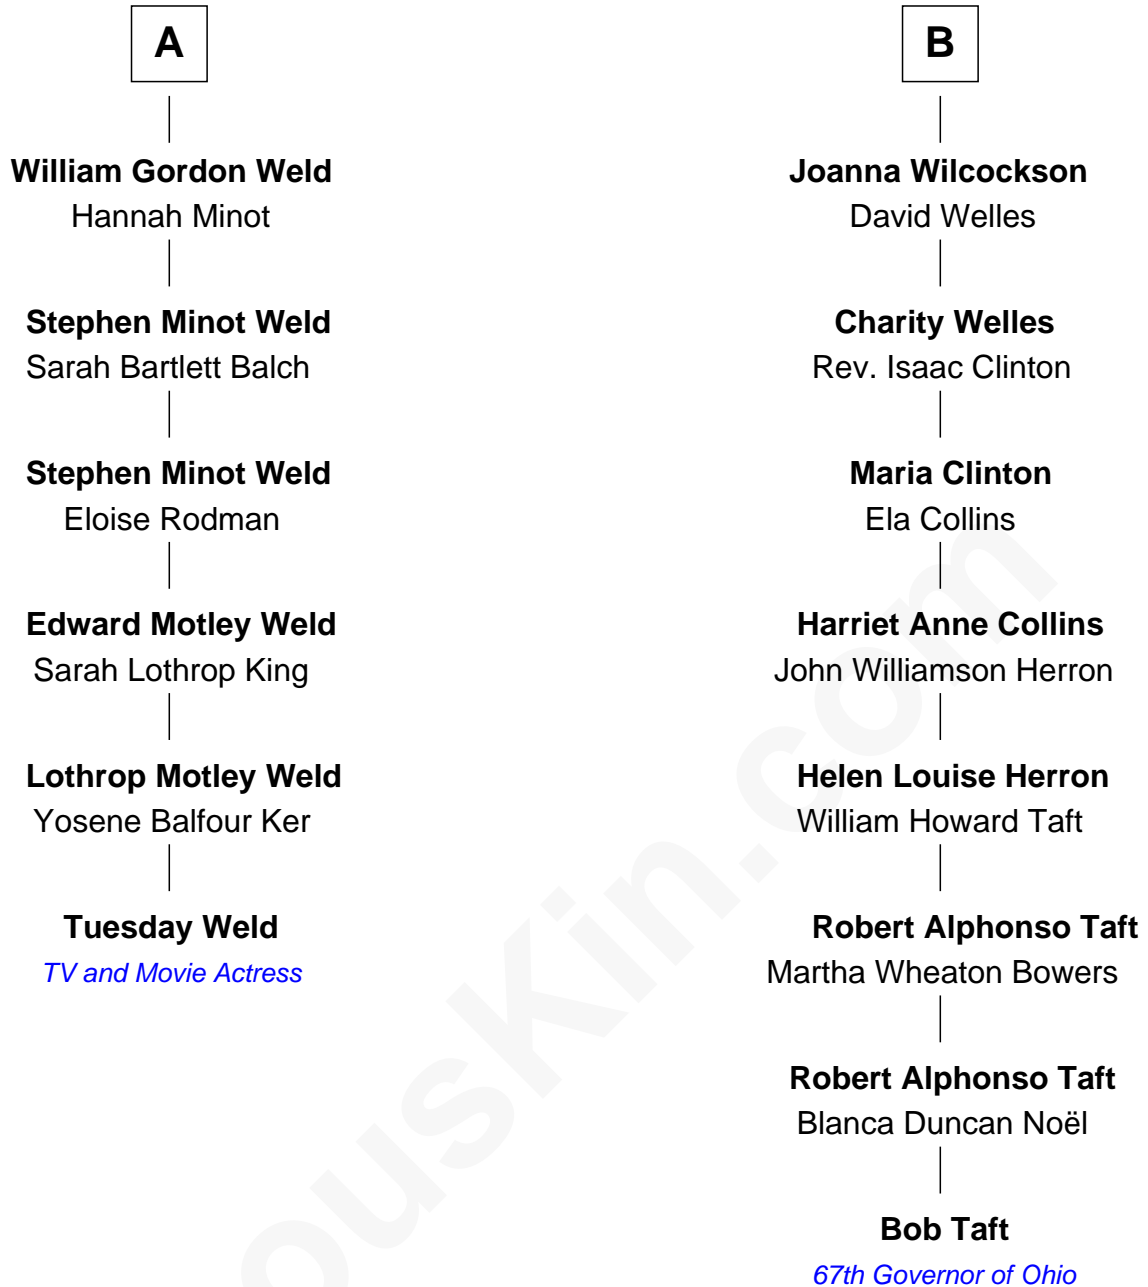 A
William Gordon Weld
Hannah Minot
Stephen Minot Weld
Sarah Bartlett Balch
Stephen Minot Weld
Eloise Rodman
Edward Motley Weld
Sarah Lothrop King
Lothrop Motley Weld
Yosene Balfour Ker
Tuesday Weld
TV and Movie Actress
B
Joanna Wilcockson
David Welles
Charity Welles
Rev. Isaac Clinton
Maria Clinton
Ela Collins
Harriet Anne Collins
John Williamson Herron
Helen Louise Herron
William Howard Taft
Robert Alphonso Taft
Martha Wheaton Bowers
Robert Alphonso Taft
Blanca Duncan Noël
Bob Taft
67th Governor of Ohio
ousKin.com